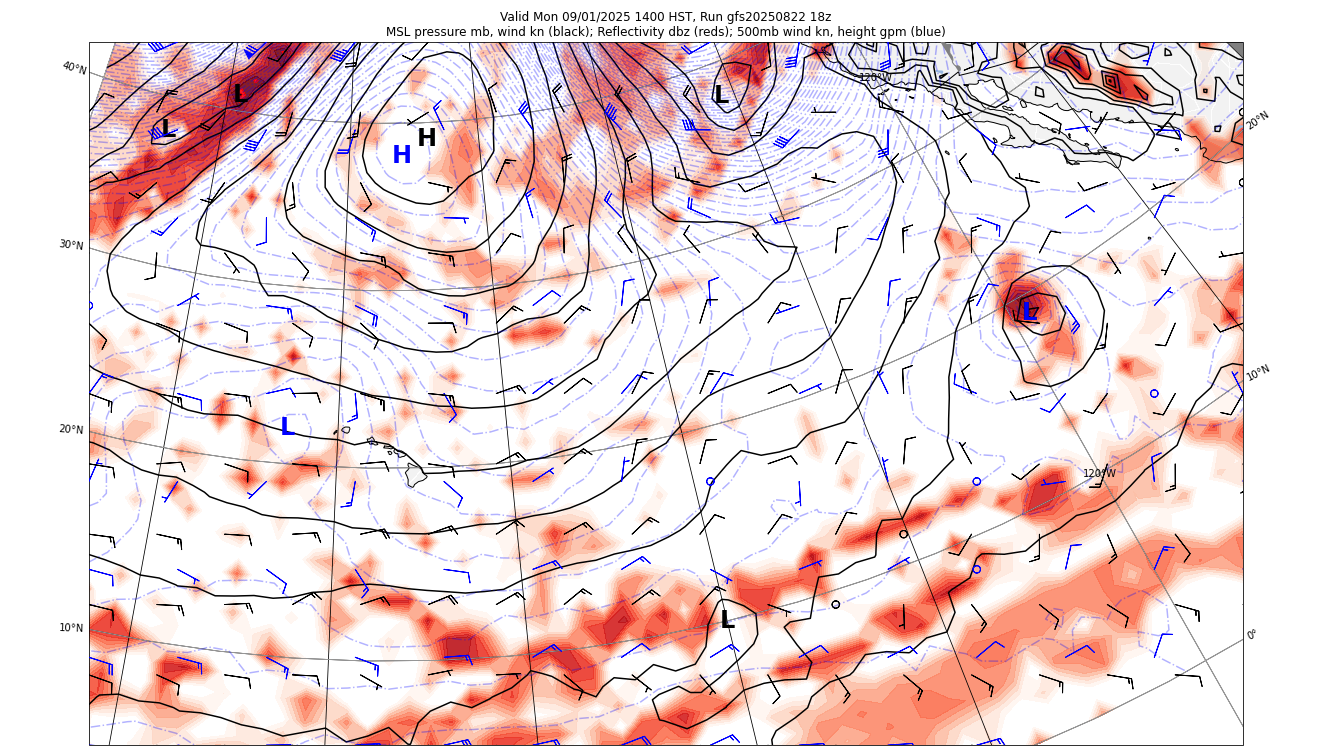 Valid Mon 09/01/2025 1400 HST, Run gfs20250822 18z
MSL pressure mb, wind kn (black); Reflectivity dbz (reds); 500mb wind kn, height gpm (blue)
40°N
120°W
20°N
L
L
L
H
H
30°N
L
10°N
20°N
L
120°W
10°N
L
0°